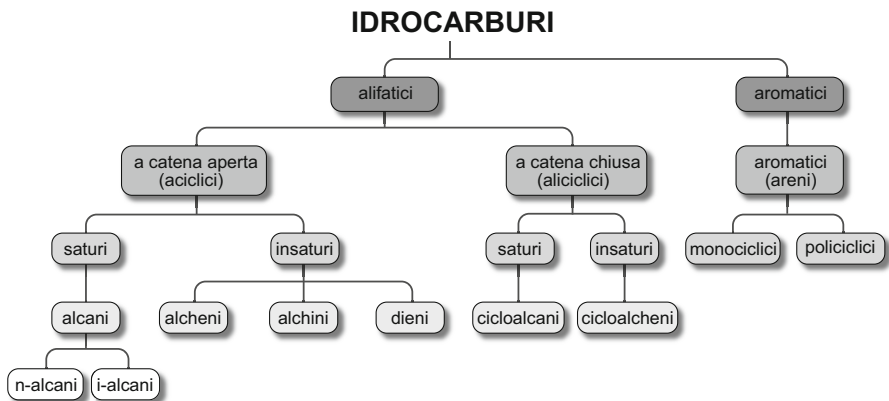 IDROCARBURI
alifatici
aromatici
a catena aperta
(aciclici)
a catena chiusa
(aliciclici)
aromatici
(areni)
saturi
insaturi
saturi
insaturi
monociclici
policiclici
alcani
alcheni
alchini
dieni
cicloalcani
cicloalcheni
n-alcani
i-alcani